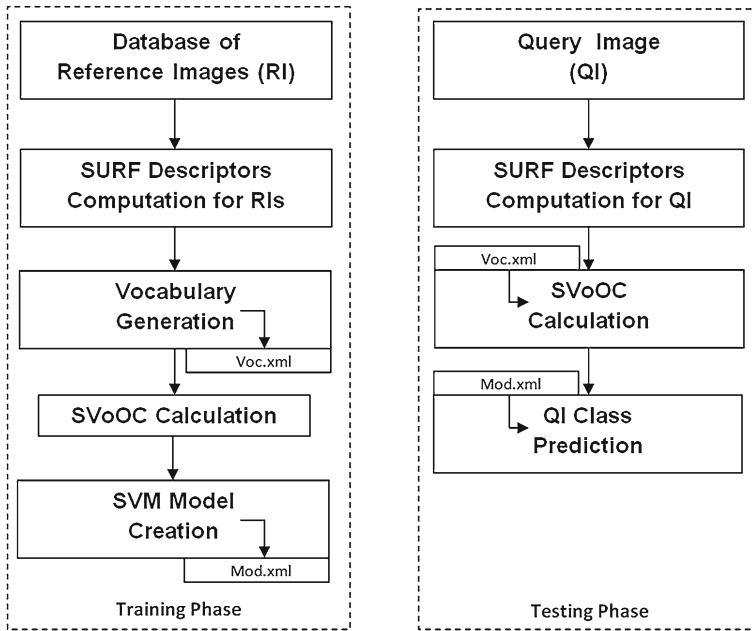 Database of
Reference Images (RI)
SURF Descriptors
Computation for RIs
Vocabulary
Generation
Voc.xml
SVoOC Calculation
SVM Model
Creation
Mod.xml
Training Phase
Query Image
(QI)
SURF Descriptors
Computation for QI
Voc.xml
SVoOC
Calculation
Mod.xml
QI Class
Prediction
Testing Phase